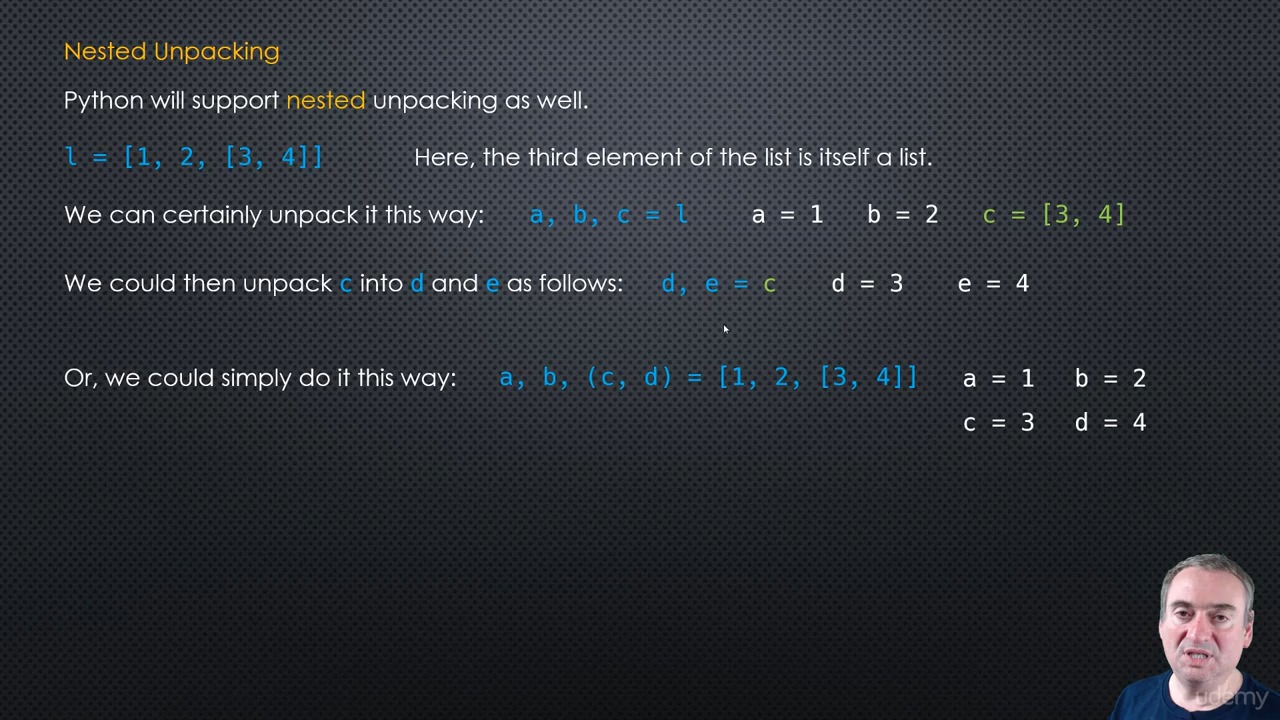 Nested Unpacking
Python will support nested unpacking as well.
l = [1, 2, [3, 4]] Here, the third element of the list is itself a list.
We can certainly unpack it this way: a, b, c = l a = 1 b = 2 c = [3, 4]
We could then unpack c into d and e as follows: d, e = c d = 3 e = 4
Or, we could simply do it this way: a, b, (c, d) = [1, 2, [3, 4]] a = 1 b = 2
c = 3 d = 4
udemy